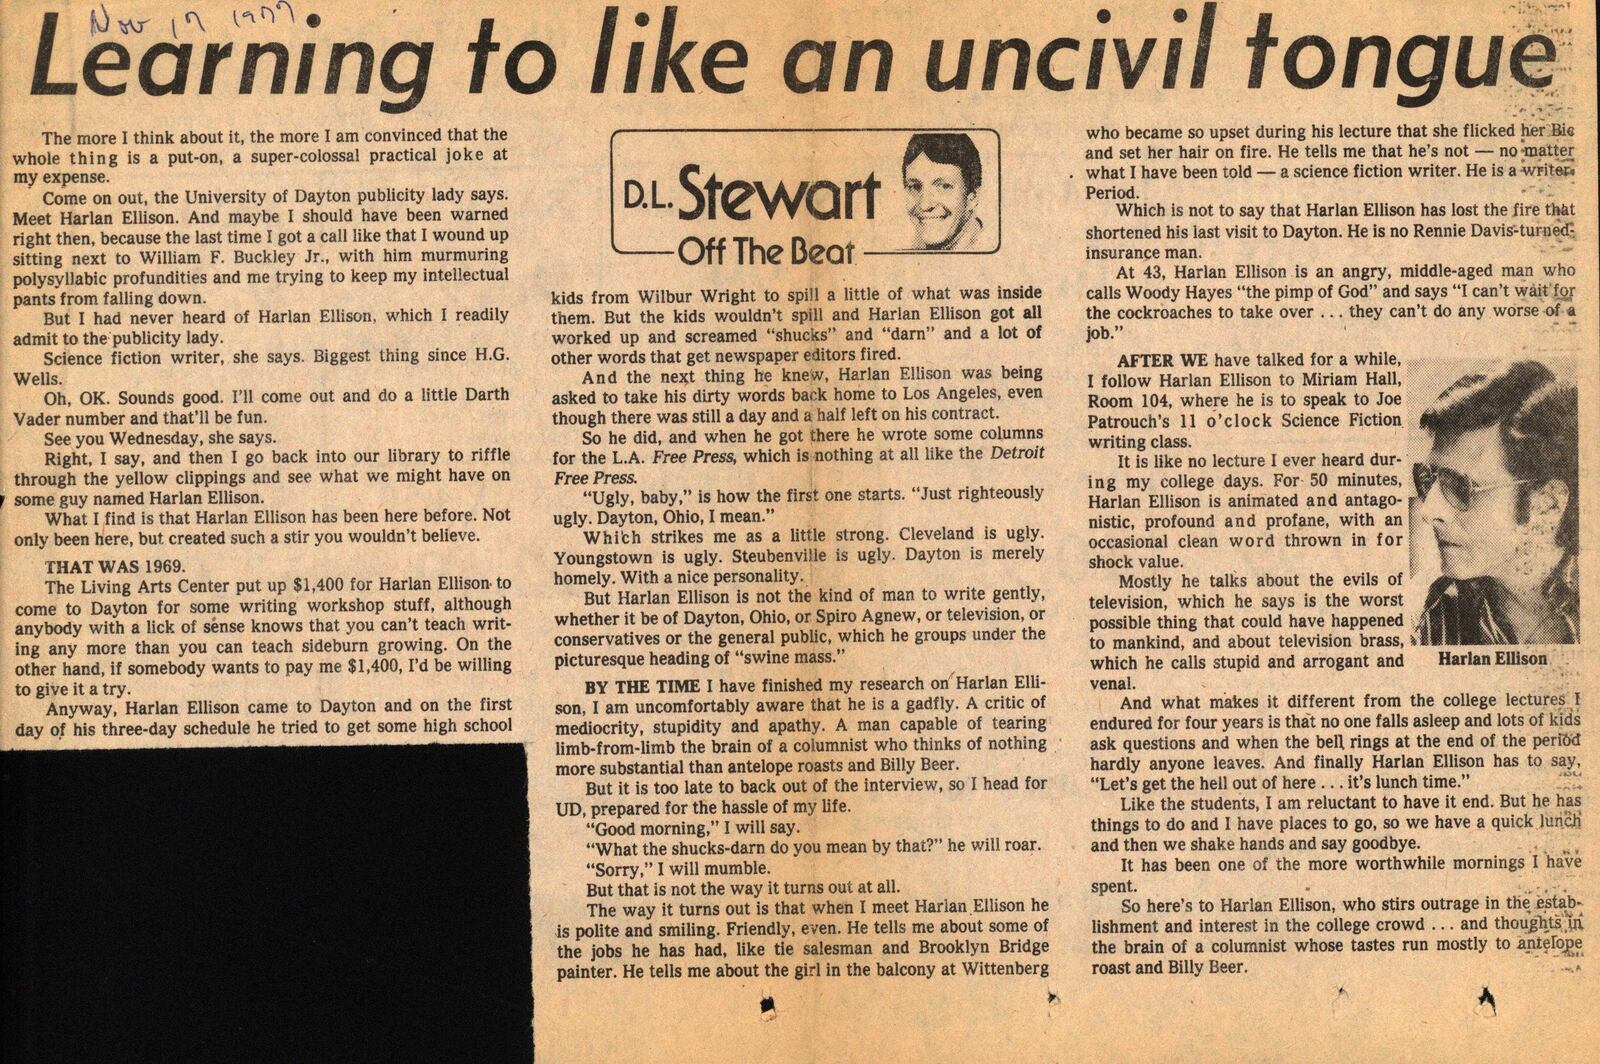 Nov 17 1977
Learning to like an uncivil tongue
The more I think about it, the more I am convinced that the
whole thing is a put-on, a super-colossal practical joke at
my expense.
Come on out, the University of Dayton publicity lady says.
Meet Harlan Ellison. And maybe I should have been warned
right then, because the last time I got a call like that I wound up
sitting next to William F. Buckley Jr., with him murmuring
polysyllabic profundities and me trying to keep my intellectual
pants from falling down.
But I had never heard of Harlan Ellison, which I readily
admit to the publicity lady.
Science fiction writer, she says. Biggest thing since H.G.
Wells.
Oh, OK. Sounds good. I'll come out and do a little Darth
Vader number and that'll be fun.
See you Wednesday, she says.
Right, I say, and then I go back into our library to riffle
through the yellow clippings and see what we might have on
some guy named Harlan Ellison.
What I find is that Harlan Ellison has been here before. Not
only been here, but created such a stir you wouldn't believe.
THAT WAS 1969.
The Living Arts Center put up $1,400 for Harlan Ellison to
come to Dayton for some writing workshop stuff, although
anybody with a lick of sense knows that you can't teach writ-
ing any more than you can teach sideburn growing. On the
other hand, if somebody wants to pay me $1,400, I'd be willing
to give it a try.
Anyway, Harlan Ellison came to Dayton and on the first
day of his three-day schedule he tried to get some high school
D.L. Stewart
Off The Beat
kids from Wilbur Wright to spill a little of what was inside
them. But the kids wouldn't spill and Harlan Ellison got all
worked up and screamed "shucks" and "darn" and a lot of
other words that get newspaper editors fired.
And the next thing he knew, Harlan Ellison was being
asked to take his dirty words back home to Los Angeles, even
though there was still a day and a half left on his contract.
So he did, and when he got there he wrote some columns
for the L.A. Free Press, which is nothing at all like the Detroit
Free Press.
"Ugly, baby," is how the first one starts. "Just righteously
ugly. Dayton, Ohio, I mean."
Which strikes me as a little strong. Cleveland is ugly.
Youngstown is ugly. Steubenville is ugly. Dayton is merely
homely. With a nice personality.
But Harlan Ellison is not the kind of man to write gently,
whether it be of Dayton, Ohio, or Spiro Agnew, or television, or
conservatives or the general public, which he groups under the
picturesque heading of "swine mass."
BY THE TIME I have finished my research on Harlan Elli-
son, I am uncomfortably aware that he is a gadfly. A critic of
mediocrity, stupidity and apathy. A man capable of tearing
limb-from-limb the brain of a columnist who thinks of nothing
more substantial than antelope roasts and Billy Beer.
But it is too late to back out of the interview, so I head for
UD, prepared for the hassle of my life.
"Good morning," I will say.
"What the shucks-darn do you mean by that?" he will roar.
"Sorry," I will mumble.
But that is not the way it turns out at all.
The way it turns out is that when I meet Harlan Ellison he
is polite and smiling. Friendly, even. He tells me about some of
the jobs he has had, like tie salesman and Brooklyn Bridge
painter. He tells me about the girl in the balcony at Wittenberg
who became so upset during his lecture that she flicked her Bic
and set her hair on fire. He tells me that he's not — no matter
what I have been told — a science fiction writer. He is a writer.
Period.
Which is not to say that Harlan Ellison has lost the fire that
shortened his last visit to Dayton. He is no Rennie Davis-turned-
insurance man.
At 43, Harlan Ellison is an angry, middle-aged man who
calls Woody Hayes "the pimp of God" and says "I can't wait for
the cockroaches to take over . . . they can't do any worse of a
job."
AFTER WE have talked for a while,
I follow Harlan Ellison to Miriam Hall,
Room 104, where he is to speak to Joe
Patrouch's 11 o'clock Science Fiction
writing class.
It is like no lecture I ever heard dur-
ing my college days. For 50 minutes,
Harlan Ellison is animated and antago-
nistic, profound and profane, with an
occasional clean word thrown in for
shock value.
Mostly he talks about the evils of
television, which he says is the worst
possible thing that could have happened
to mankind, and about television brass,
which he calls stupid and arrogant and
venal.
Harlan Ellison
And what makes it different from the college lectures I
endured for four years is that no one falls asleep and lots of kids
ask questions and when the bell rings at the end of the period
hardly anyone leaves. And finally Harlan Ellison has to say,
"Let's get the hell out of here . . . it's lunch time."
Like the students, I am reluctant to have it end. But he has
things to do and I have places to go, so we have a quick lunch
and then we shake hands and say goodbye.
It has been one of the more worthwhile mornings I have
spent.
So here's to Harlan Ellison, who stirs outrage in the estab-
lishment and interest in the college crowd . . . and thoughts in
the brain of a columnist whose tastes run mostly to antelope
roast and Billy Beer.